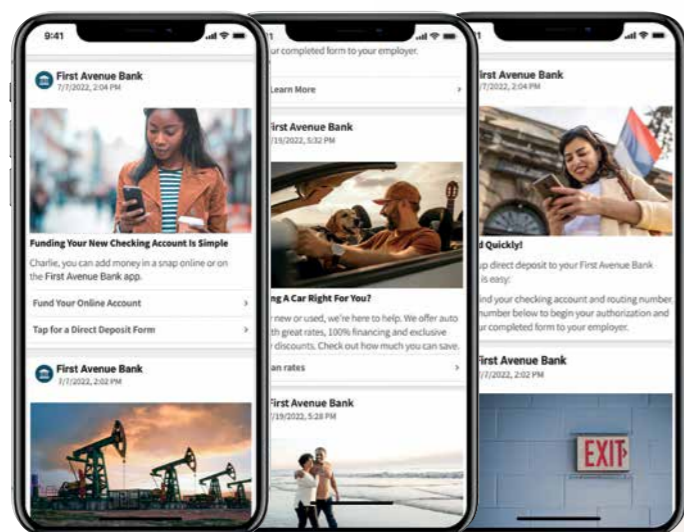 9:41
First Avenue Bank
7/7/2022, 2:04 PM
Funding Your New Checking Account Is Simple
Charlie, you can add money in a snap online or on
the First Avenue Bank app.
Fund Your Online Account
Tap for a Direct Deposit Form
First Avenue Bank
7/7/2022, 2:02 PM
ur completed form to your employer.
Learn More
First Avenue Bank
/19/2022, 5:32 PM
ng A Car Right For You?
new or used, we're here to help. We offer auto
th great rates, 100% financing and exclusive
discounts. Check out how much you can save.
an rates
First Avenue Bank
/19/2022, 5:28 PM
First Avenue Bank
/7/2022, 2:04 PM
d Quickly!
up direct deposit to your First Avenue Bank
is easy:
ind your checking account and routing number
number below to begin your authorization and
ur completed form to your employer.
First Avenue Bank
/7/2022, 2:02 PM
EXIT